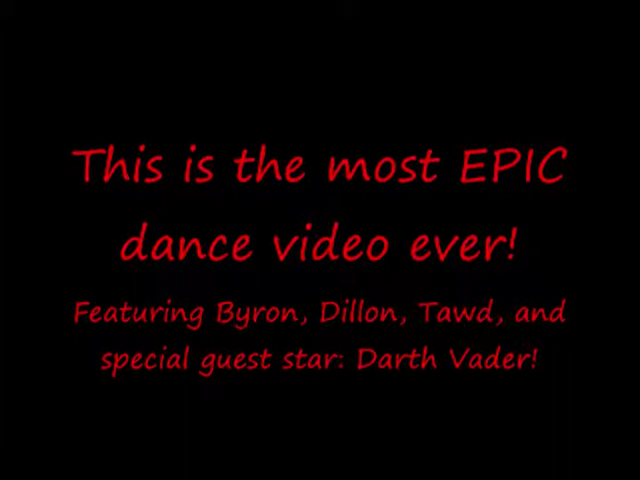 This is the most EPIC
dance video ever!
Featuring Byron, Dillon, Tawd, and
special guest star: Darth Vader!